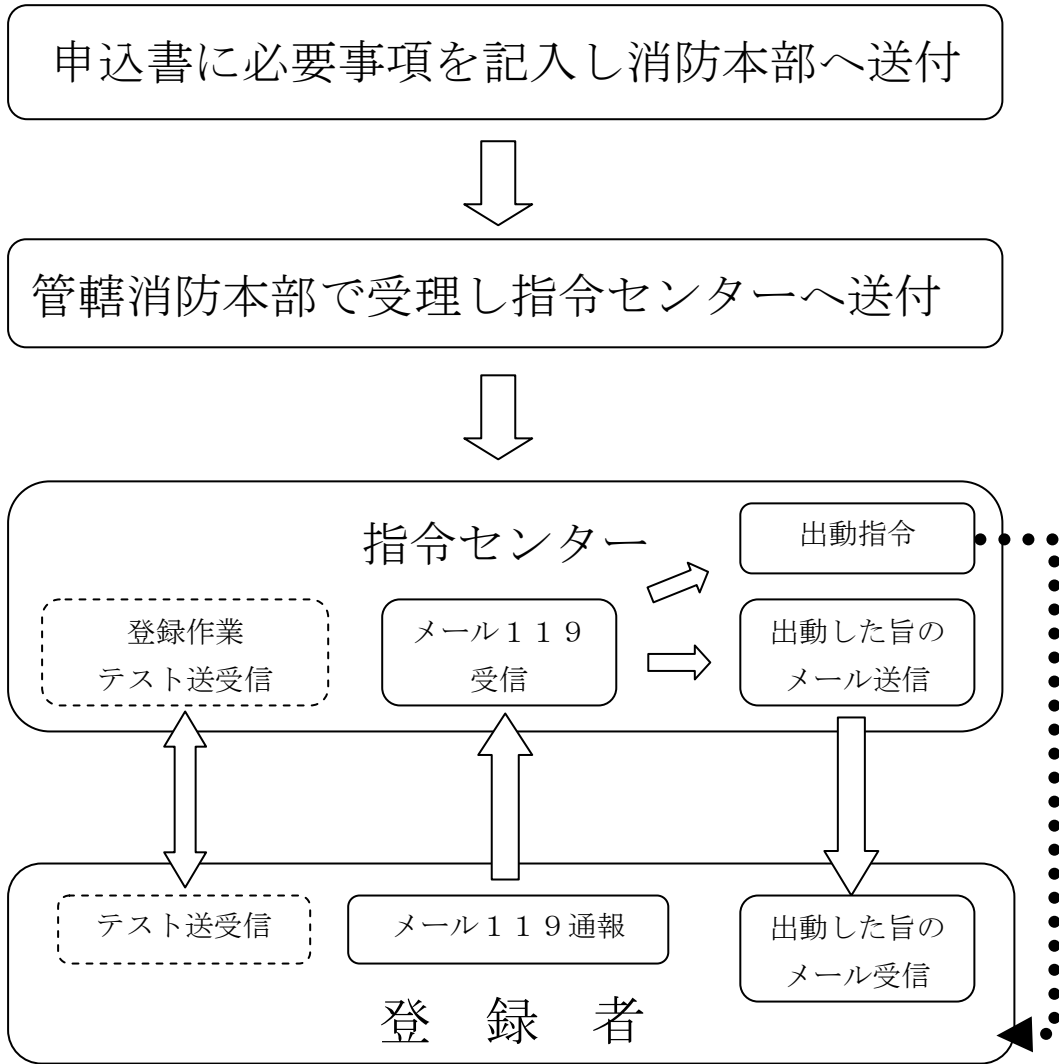 申込書に必要事項を記入し消防本部へ送付
管轄消防本部で受理し指令センターへ送付
指令センター
出動指令
登録作業
テスト送受信
メール１１９
受信
出動した旨の
メール送信
テスト送受信
メール１１９通報
出動した旨の
メール受信
登　録　者